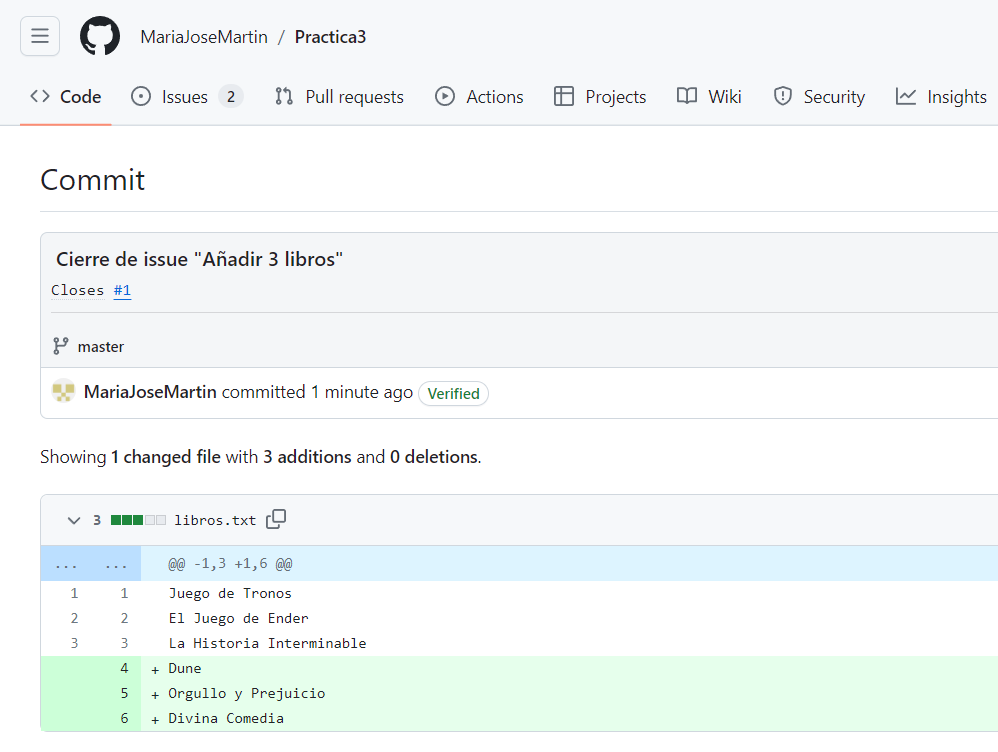 MariaJoseMartin / Practica3
Code Issues 2 Pull requests Actions Projects Wiki Security Insights
Commit
Cierre de issue "Añadir 3 libros"
Closes #1
master
MariaJoseMartin committed 1 minute ago Verified
Showing 1 changed file with 3 additions and 0 deletions.
3 libros.txt
... ... @@ -1,3 +1,6 @@
1 1 Juego de Tronos
2 2 El Juego de Ender
3 3 La Historia Interminable
4 + Dune
5 + Orgullo y Prejuicio
6 + Divina Comedia